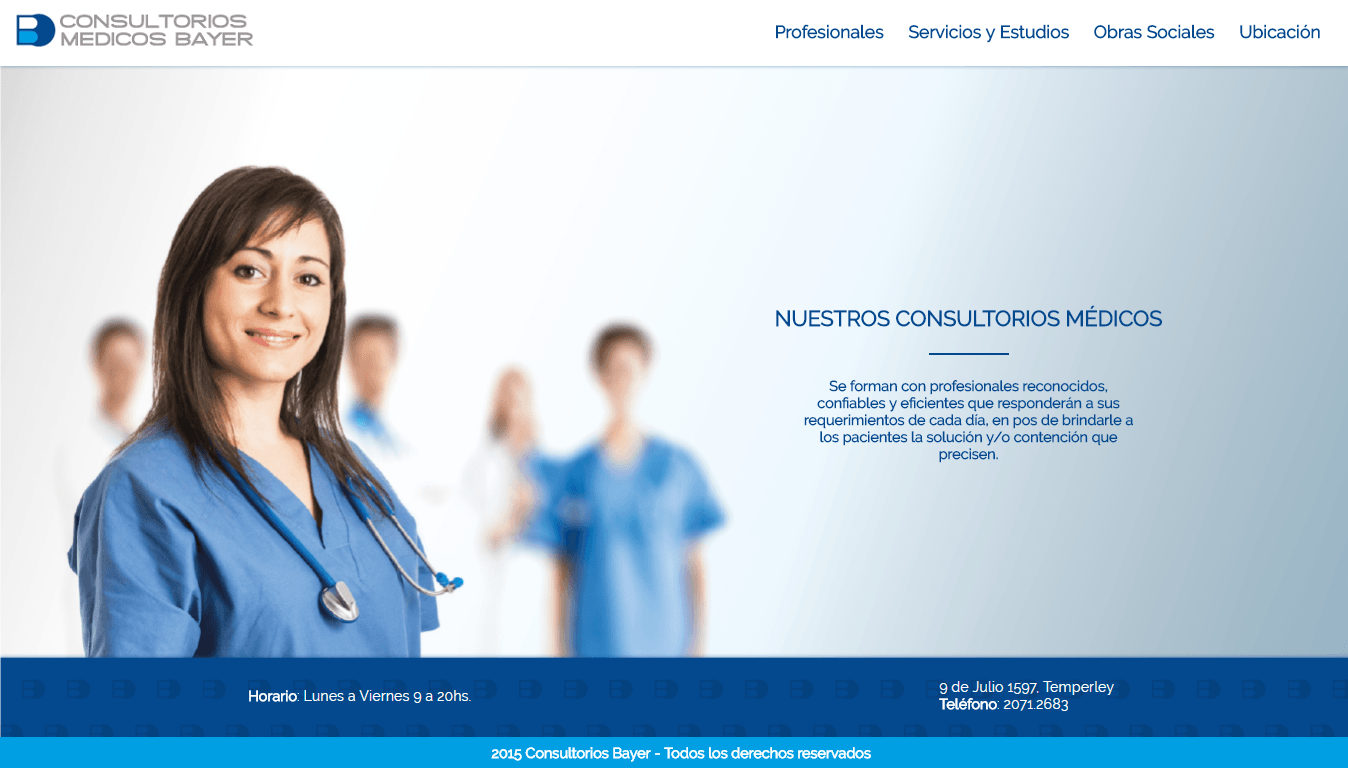 CONSULTORIOS
MEDICOS BAYER
Profesionales Servicios y Estudios Obras Sociales Ubicación
NUESTROS CONSULTORIOS MÉDICOS
Se forman con profesionales reconocidos,
confiables y eficientes que responderán a sus
requerimientos de cada día, en pos de brindarle a
los pacientes la solución y/o contención que
precisen.
Horario: Lunes a Viernes 9 a 20hs.
9 de Julio 1597, Temperley
Teléfono: 2071.2683
2015 Consultorios Bayer - Todos los derechos reservados